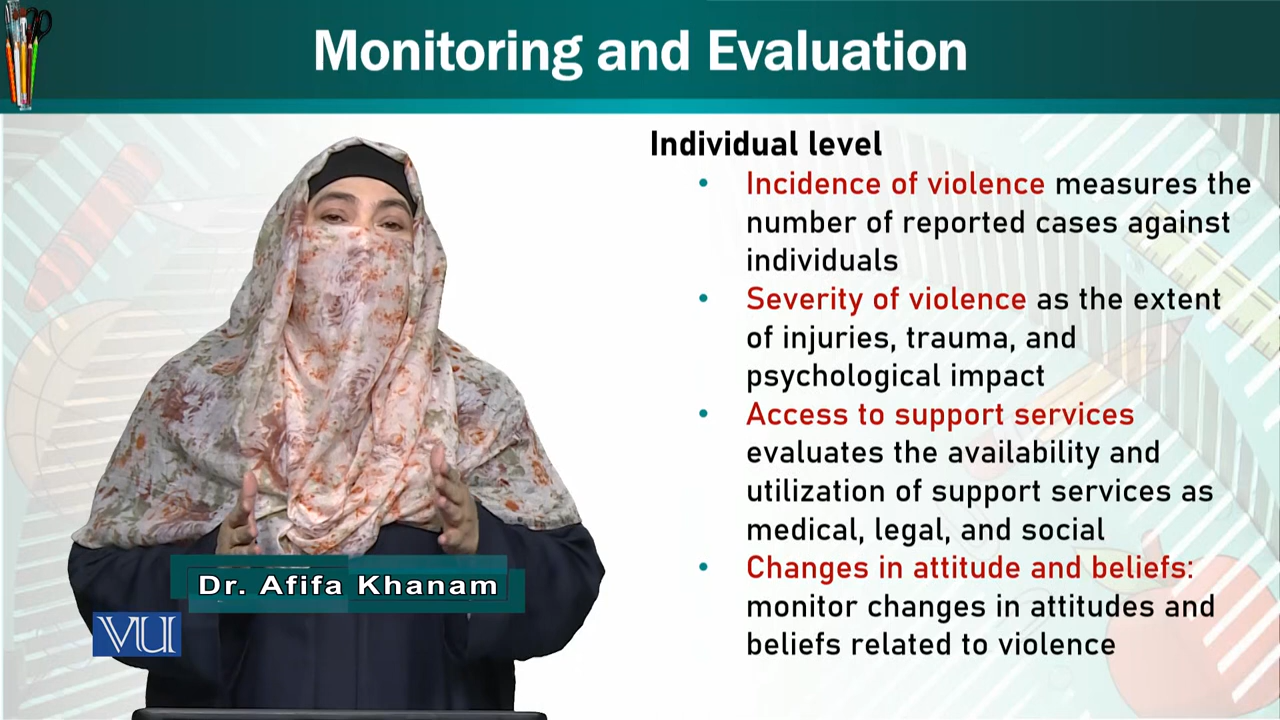 Monitoring and Evaluation
Individual level
• Incidence of violence measures the
number of reported cases against
individuals
• Severity of violence as the extent
of injuries, trauma, and
psychological impact
• Access to support services
evaluates the availability and
utilization of support services as
medical, legal, and social
• Changes in attitude and beliefs:
monitor changes in attitudes and
beliefs related to violence
Dr. Afifa Khanam
VU